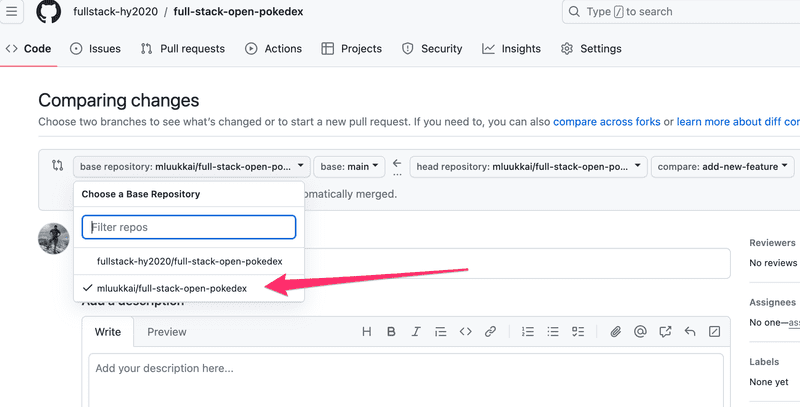 fullstack-hy2020 / full-stack-open-pokedex
Type / to search
Code Issues Pull requests Actions Projects Security Insights Settings
Comparing changes
Choose two branches to see what's changed or to start a new pull request. If you need to, you can also compare across forks or learn more about diff con
base repository: mluukkai/full-stack-open-po... base: main ... head repository: mluukkai/full-stack-open-po... compare: add-new-feature
Choose a Base Repository
omatically merged.
Filter repos
fullstack-hy2020/full-stack-open-pokedex
mluukkai/full-stack-open-pokedex
Add a description
Write Preview
Add your description here...
Reviewers
No reviews
Assignees
No one—ass
Labels
None yet